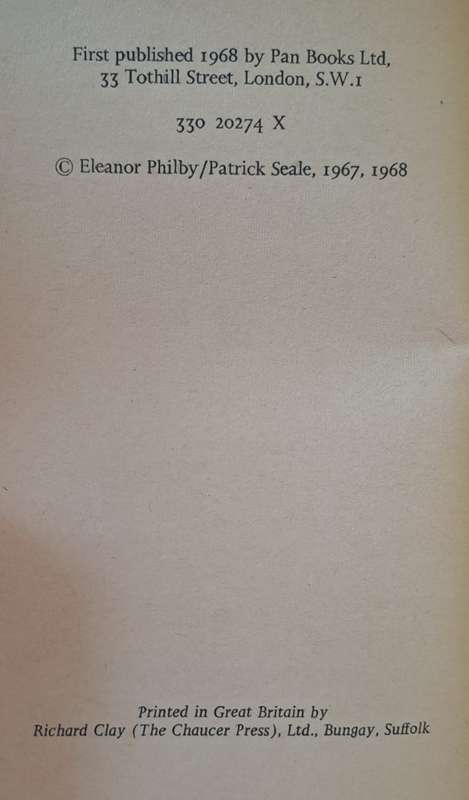 First published 1968 by Pan Books Ltd,
33 Tothill Street, London, S.W.1
330 20274 X
© Eleanor Philby/Patrick Seale, 1967, 1968
Printed in Great Britain by
Richard Clay (The Chaucer Press), Ltd., Bungay, Suffolk